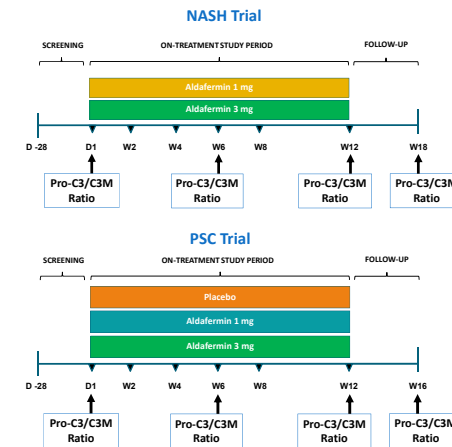 NASH Trial
SCREENING ON-TREATMENT STUDY PERIOD FOLLOW-UP
Aldafermin 1 mg
Aldafermin 3 mg
D -28 D1 W2 W4 W6 W8 W12 W18
Pro-C3/C3M Pro-C3/C3M Pro-C3/C3M Pro-C3/C3M
Ratio Ratio Ratio Ratio
PSC Trial
SCREENING ON-TREATMENT STUDY PERIOD FOLLOW-UP
Placebo
Aldafermin 1 mg
Aldafermin 3 mg
D -28 D1 W2 W4 W6 W8 W12 W16
Pro-C3/C3M Pro-C3/C3M Pro-C3/C3M Pro-C3/C3M
Ratio Ratio Ratio Ratio